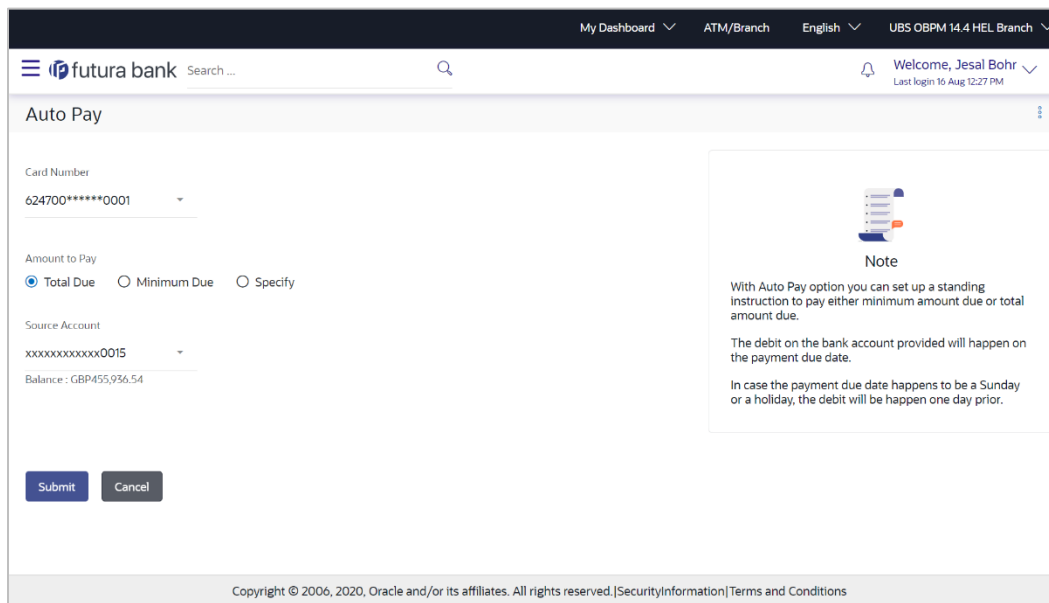 My Dashboard ATM/Branch English UBS OBPM 14.4 HEL Branch
futura bank Search ... Welcome, Jesal Bohr
Last login 16 Aug 12:27 PM
Auto Pay
Card Number
624700******0001
Amount to Pay
Total Due Minimum Due Specify
Source Account
xxxxxxxxxxxx0015
Balance : GBP455,936.54
Note
With Auto Pay option you can set up a standing
instruction to pay either minimum amount due or total
amount due.
The debit on the bank account provided will happen on
the payment due date.
In case the payment due date happens to be a Sunday
or a holiday, the debit will be happen one day prior.
Submit Cancel
Copyright © 2006, 2020, Oracle and/or its affiliates. All rights reserved.|SecurityInformation|Terms and Conditions